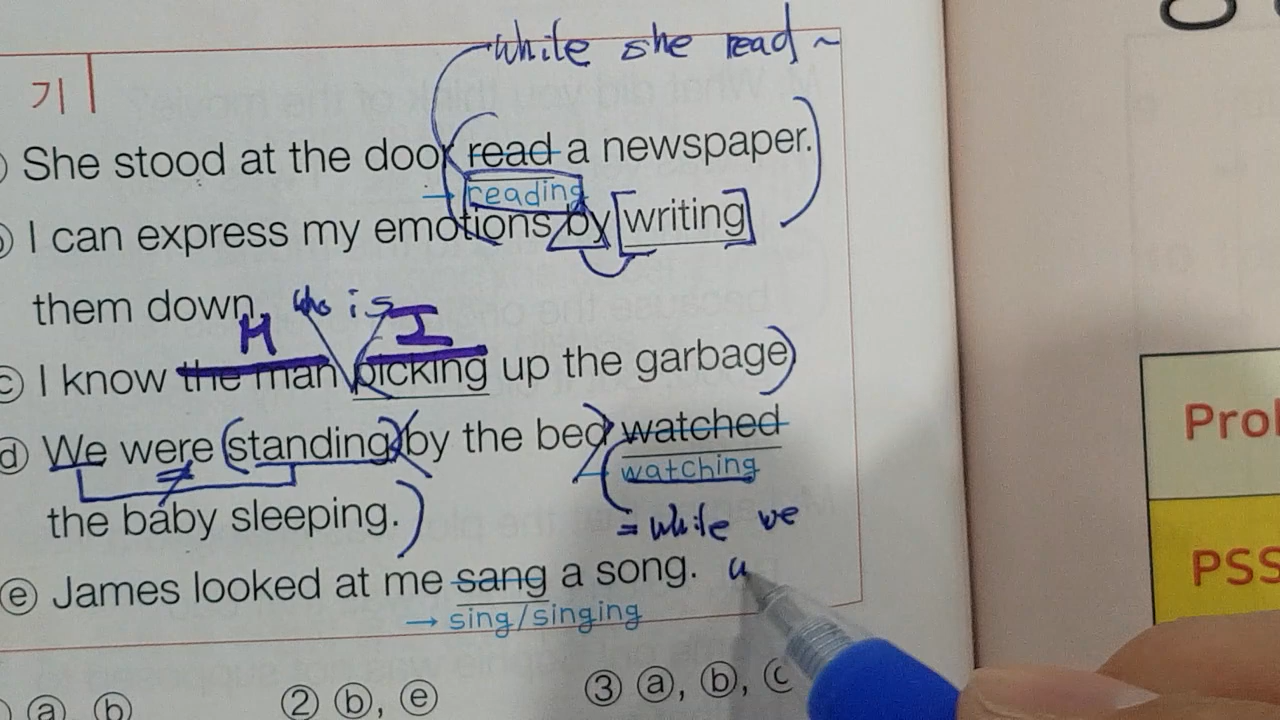 while she read ~
기
She stood at the door read a newspaper.
→ reading
I can express my emotions by writing
them down. who is
M I
ⓒ I know the man picking up the garbage
ⓓ We were standing by the bed watched
≠ watching
the baby sleeping. = while we
ⓔ James looked at me sang a song.
→ sing/singing
ⓐ, ⓑ ② ⓑ, ⓔ ③ ⓐ, ⓑ, ⓒ
PSS